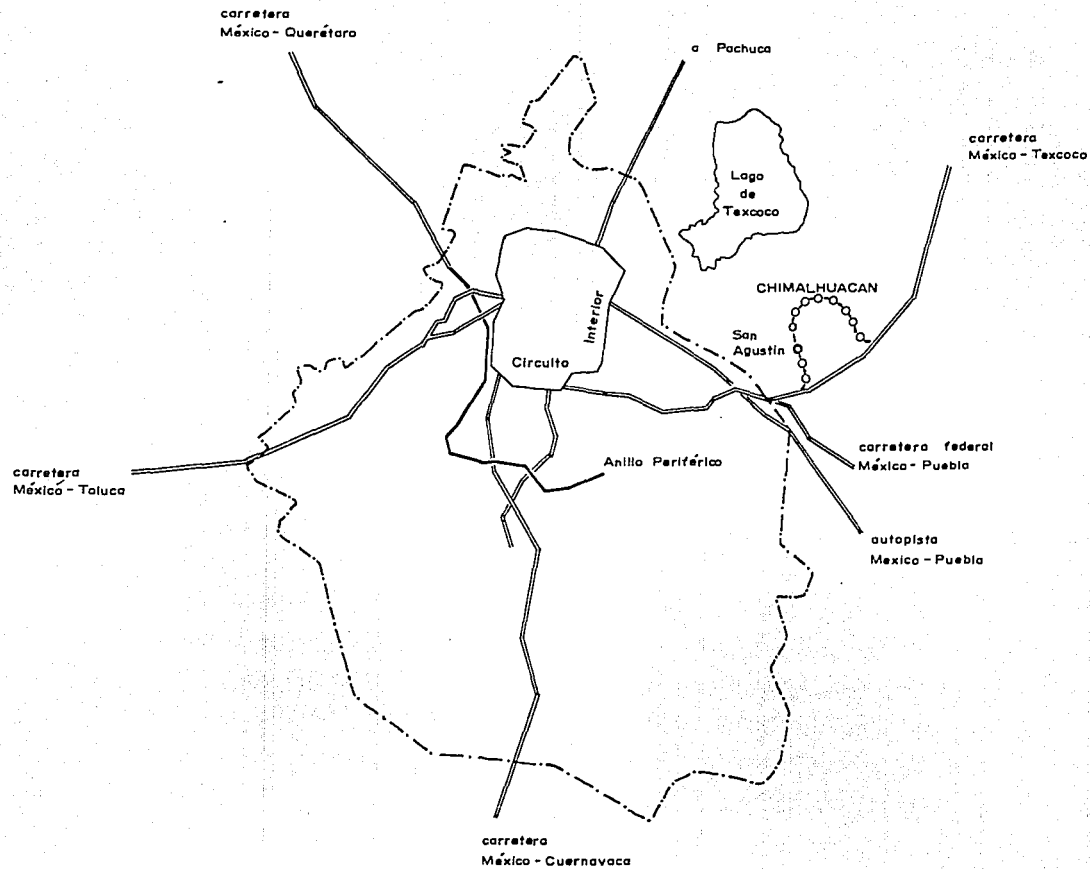 carretera
México - Querétaro
a Pachuca
carretera
México - Texcoco
Lago
de
Texcoco
CHIMALHUACAN
San
Agustín
Interior
Circuito
carretera federal
México - Puebla
Anillo Periférico
carretera
México - Toluca
autopista
Mexico - Puebla
carretera
México - Cuernavaca